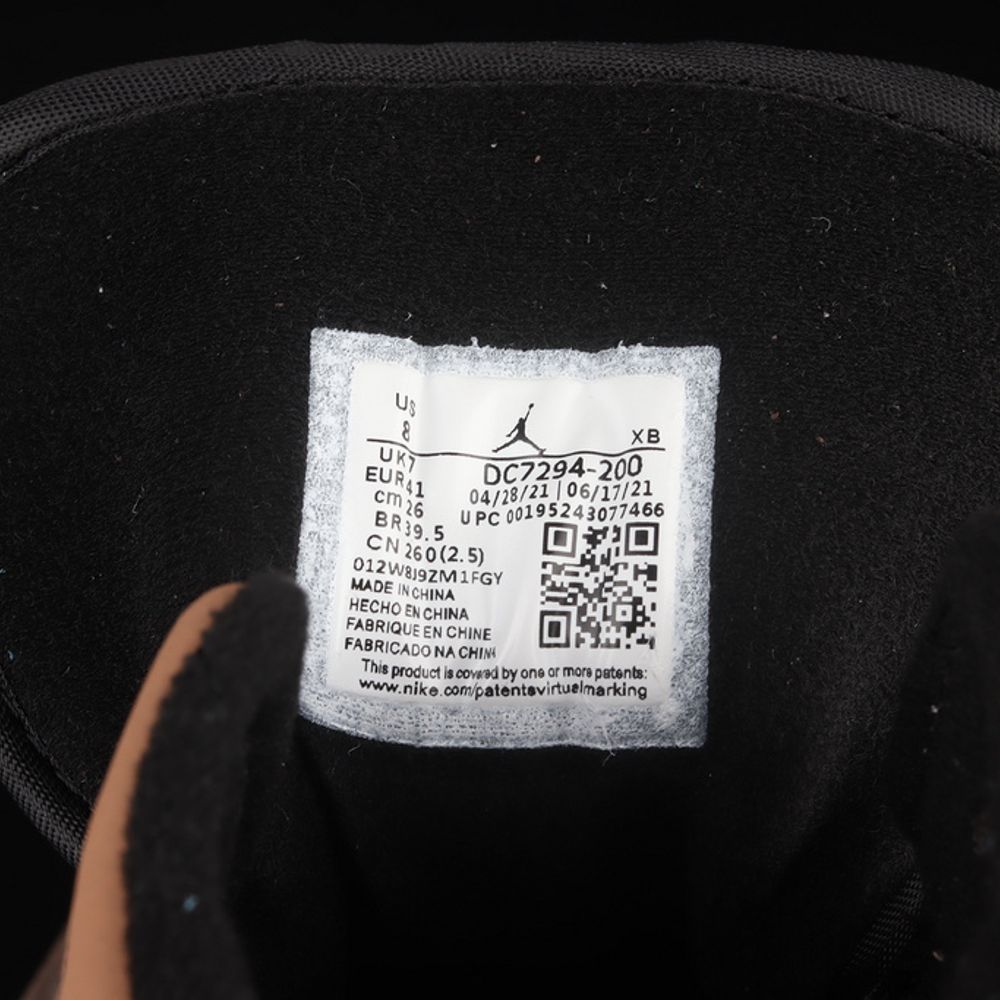 US
8
XB
UK7
EUR41
cm26
BR39.5
CN260(2.5)
DC7294-200
04/28/21 | 06/17/21
UPC 00195243077466
012W8J9ZM1FGY
MADE IN CHINA
HECHO EN CHINA
FABRIQUE EN CHINE
FABRICADO NA CHINA
This product is covered by one or more patents:
www.nike.com/patentsvirtualmarking